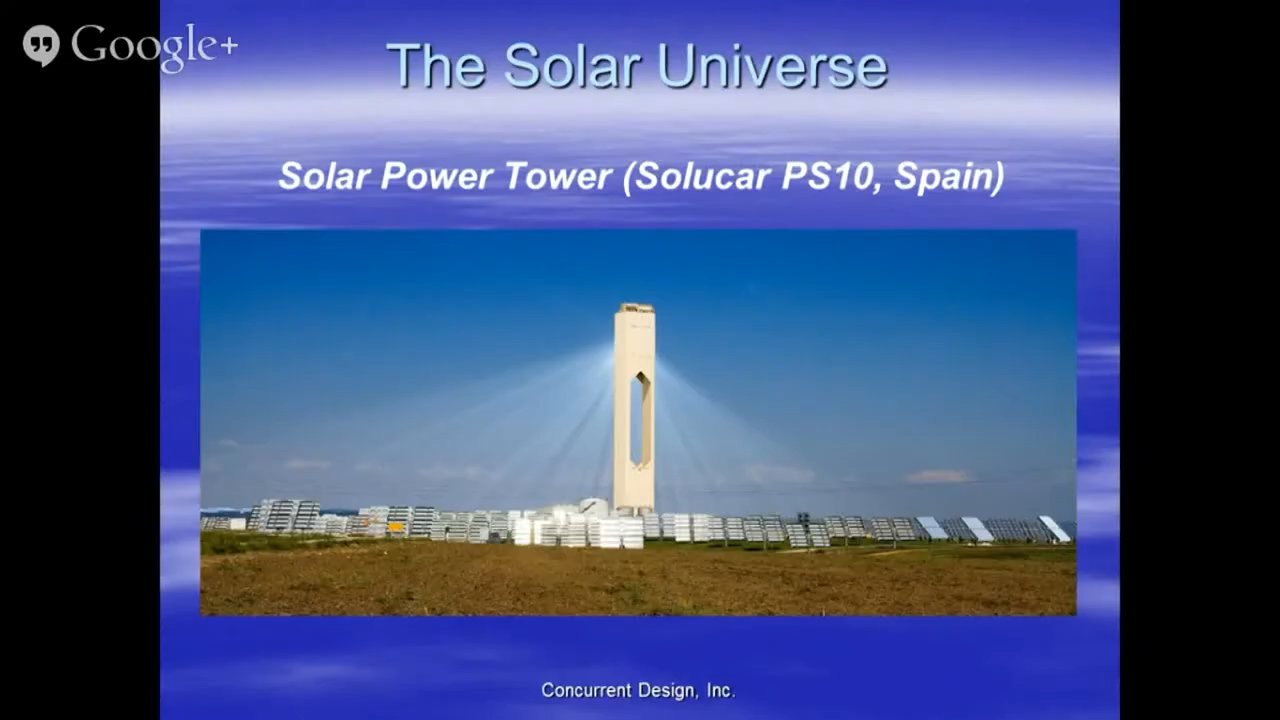 Google+
The Solar Universe
Solar Power Tower (Solucar PS10, Spain)
Concurrent Design, Inc.